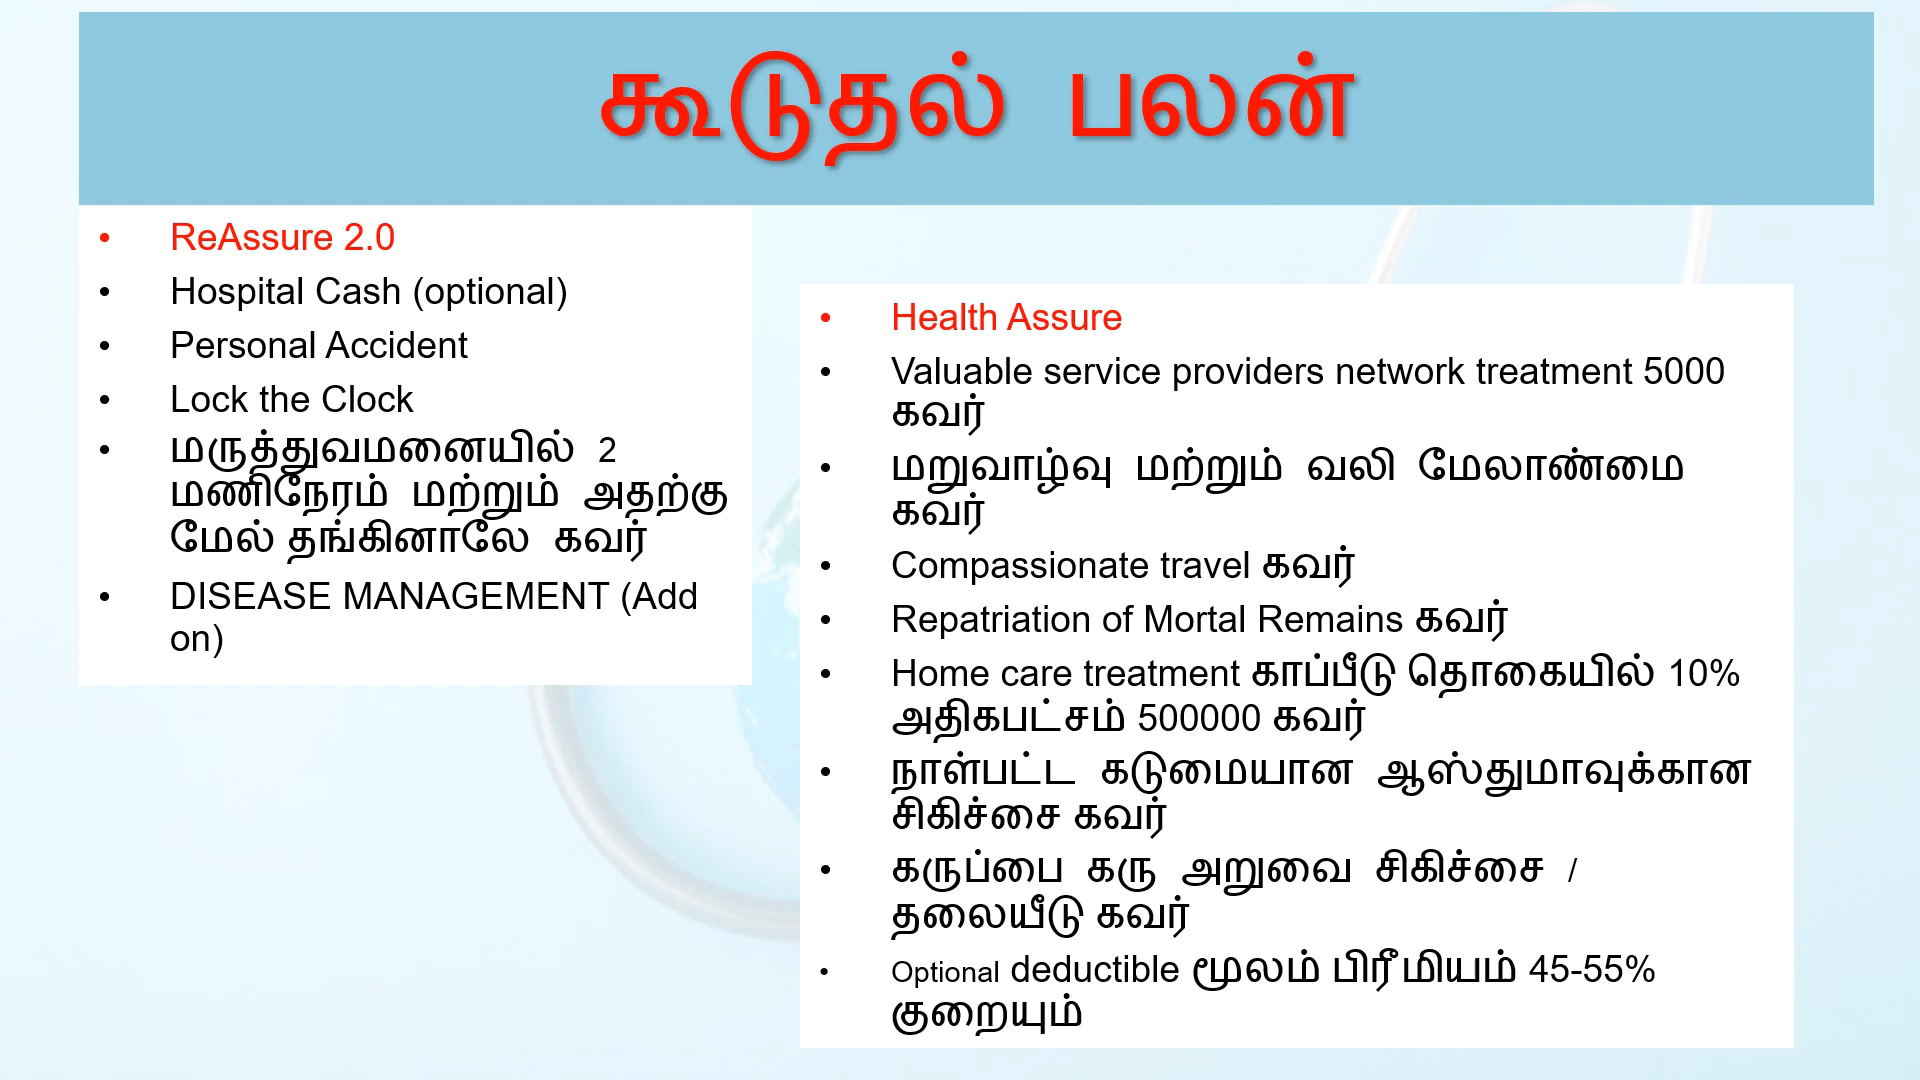 கூடுதல் பலன்
• ReAssure 2.0
• Hospital Cash (optional)
• Personal Accident
• Lock the Clock
• மருத்துவமனையில் 2
மணிநேரம் மற்றும் அதற்கு
மேல் தங்கினாலே கவர்
• DISEASE MANAGEMENT (Add
on)
• Health Assure
• Valuable service providers network treatment 5000
கவர்
• மறுவாழ்வு மற்றும் வலி மேலாண்மை
கவர்
• Compassionate travel கவர்
• Repatriation of Mortal Remains கவர்
• Home care treatment காப்பீடு தொகையில் 10%
அதிகபட்சம் 500000 கவர்
• நாள்பட்ட கடுமையான ஆஸ்துமாவுக்கான
சிகிச்சை கவர்
• கருப்பை கரு அறுவை சிகிச்சை /
தலையீடு கவர்
• Optional deductible மூலம் பிரீமியம் 45-55%
குறையும்